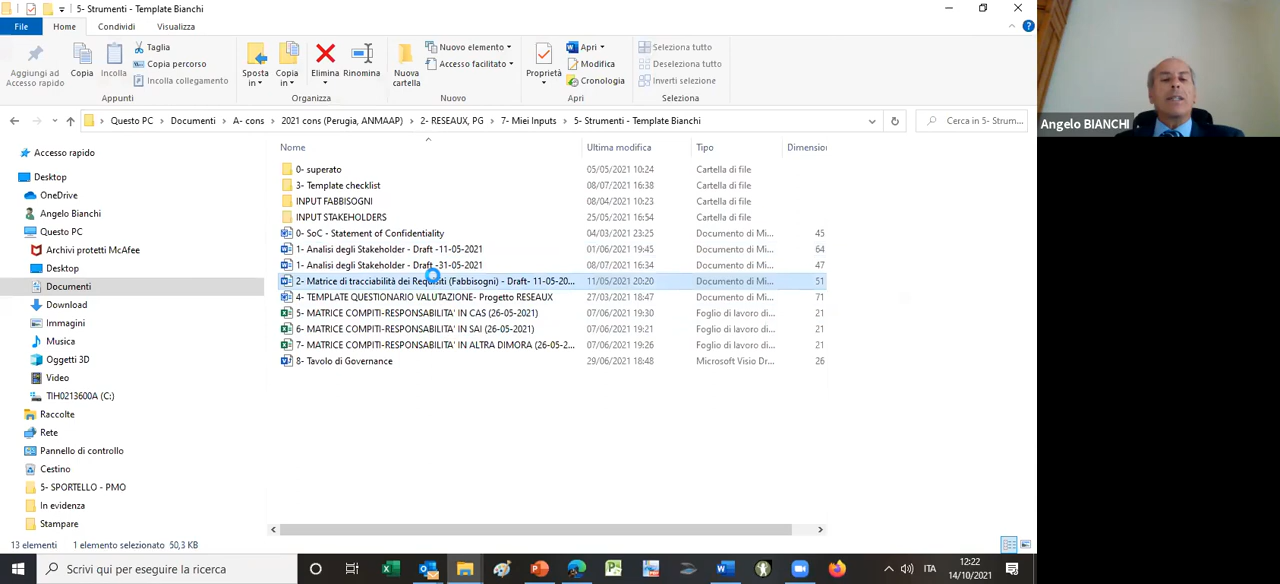 5- Strumenti - Template Bianchi
File Home Condividi Visualizza
Aggiungi ad Accesso rapido
Copia
Incolla
Taglia
Copia percorso
Incolla collegamento
Appunti
Sposta in
Copia in
Elimina
Rinomina
Organizza
Nuova cartella
Nuovo elemento
Accesso facilitato
Nuovo
Proprietà
Apri
Modifica
Cronologia
Apri
Seleziona tutto
Deseleziona tutto
Inverti selezione
Selezione
Questo PC > Documenti > A- cons > 2021 cons (Perugia, ANMAAP) > 2- RESEAUX, PG > 7- Miei Inputs > 5- Strumenti - Template Bianchi
Cerca in 5- Strum...
Accesso rapido
Desktop
OneDrive
Angelo Bianchi
Questo PC
Archivi protetti McAfee
Desktop
Documenti
Download
Immagini
Musica
Oggetti 3D
Video
TIH0213600A (C:)
Raccolte
Rete
Pannello di controllo
Cestino
5- SPORTELLO - PMO
In evidenza
Stampare
Nome Ultima modifica Tipo Dimensio
0- superato 05/05/2021 10:24 Cartella di file
3- Template checklist 08/07/2021 16:38 Cartella di file
INPUT FABBISOGNI 08/04/2021 10:23 Cartella di file
INPUT STAKEHOLDERS 25/05/2021 16:54 Cartella di file
0- SoC - Statement of Confidentiality 04/03/2021 23:25 Documento di Mi... 45
1- Analisi degli Stakeholder - Draft -11-05-2021 01/06/2021 19:45 Documento di Mi... 64
1- Analisi degli Stakeholder - Draft -31-05-2021 08/07/2021 16:34 Documento di Mi... 47
2- Matrice di tracciabilità dei Requisiti (Fabbisogni) - Draft- 11-05-20... 11/05/2021 20:20 Documento di Mi... 51
4- TEMPLATE QUESTIONARIO VALUTAZIONE- Progetto RESEAUX 27/03/2021 18:47 Documento di Mi... 71
5- MATRICE COMPITI-RESPONSABILITA' IN CAS (26-05-2021) 07/06/2021 19:30 Foglio di lavoro di... 21
6- MATRICE COMPITI-RESPONSABILITA' IN SAI (26-05-2021) 07/06/2021 19:21 Foglio di lavoro di... 21
7- MATRICE COMPITI-RESPONSABILITA' IN ALTRA DIMORA (26-05-2... 07/06/2021 19:26 Foglio di lavoro di... 21
8- Tavolo di Governance 29/06/2021 18:48 Microsoft Visio Dr... 26
13 elementi 1 elemento selezionato 50,3 KB
Scrivi qui per eseguire la ricerca
ITA
12:22
14/10/2021
Angelo BIANCHI